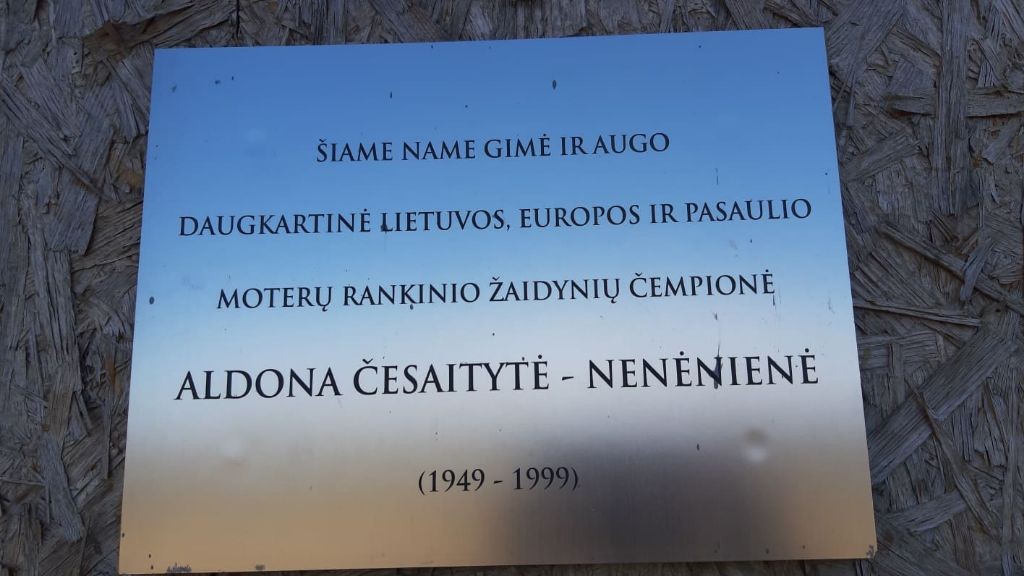 ŠIAME NAME GIMĖ IR AUGO
DAUGKARTINĖ LIETUVOS, EUROPOS IR PASAULIO
MOTERŲ RANKINIO ŽAIDYNIŲ ČEMPIONĖ
ALDONA ČESAITYTĖ - NENĖNIENĖ
(1949 - 1999)